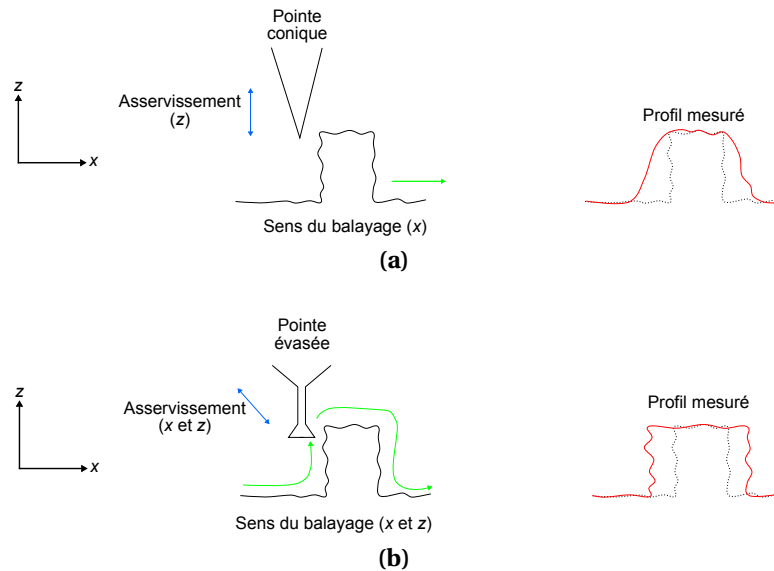 Pointe
conique
z
Asservissement
(z)
x
Profil mesuré
Sens du balayage (x)
(a)
Pointe
évasée
z
Asservissement
(x et z)
x
Profil mesuré
Sens du balayage (x et z)
(b)